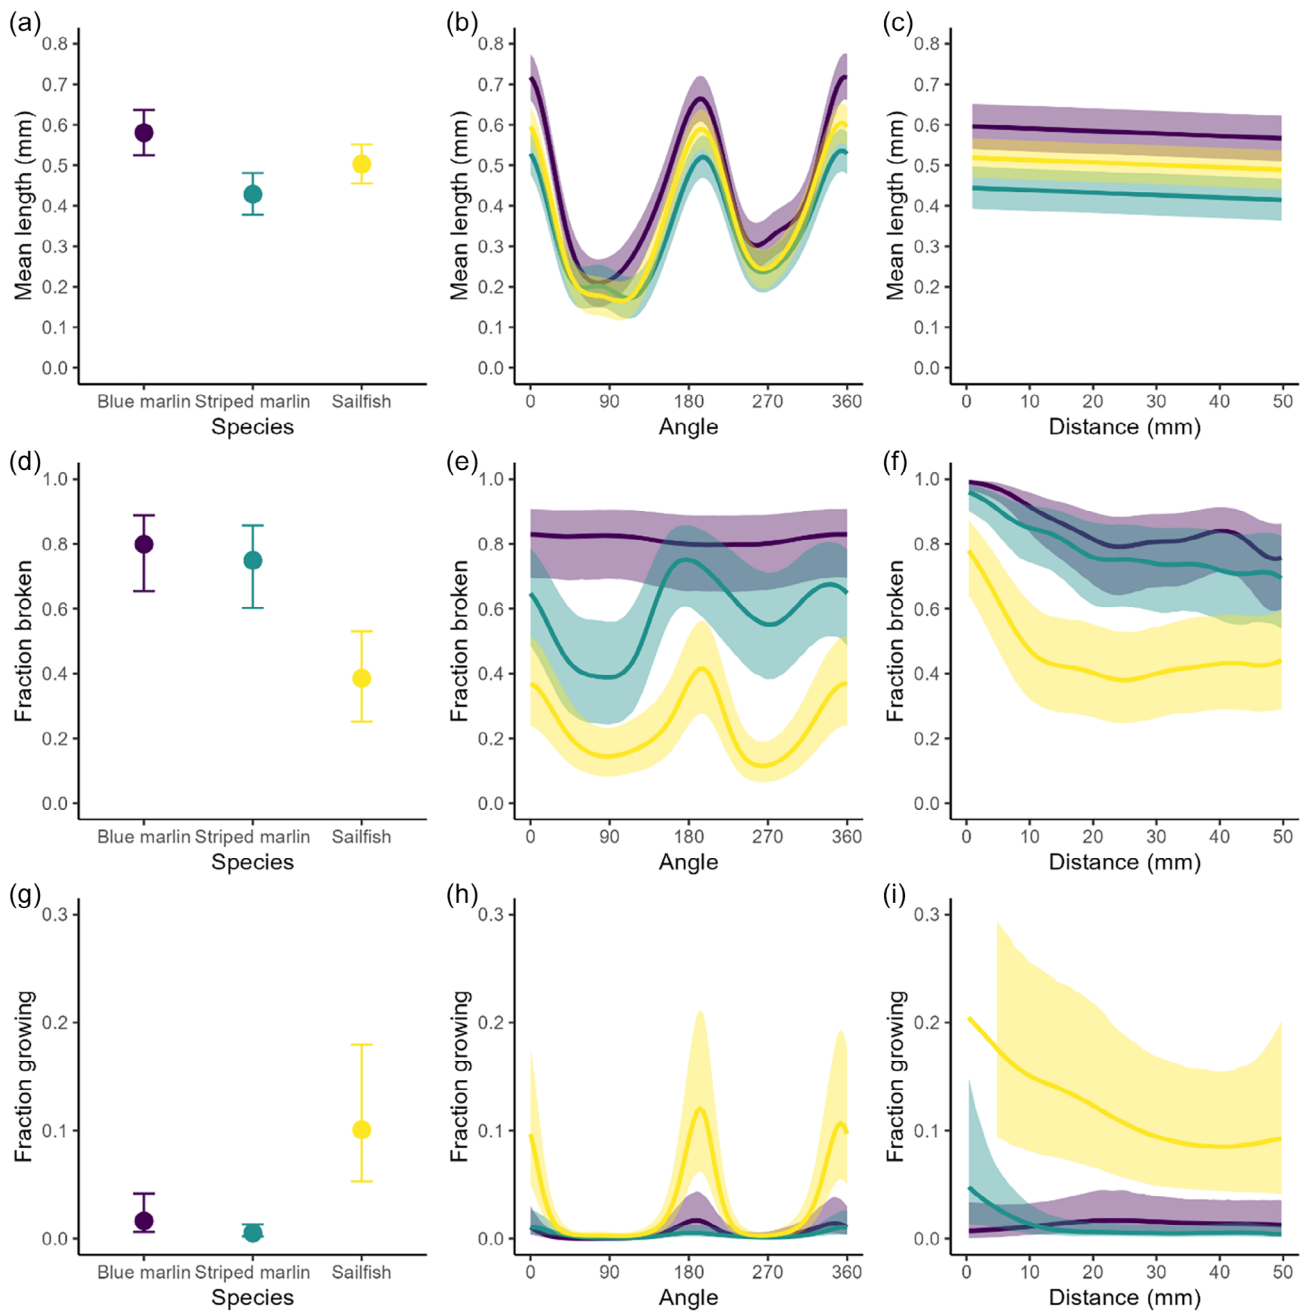 (a)
Mean length (mm)
0.8
0.7
0.6
0.5
0.4
0.3
0.2
0.1
0.0
Blue marlin Striped marlin Sailfish
Species
(b)
Mean length (mm)
0.8
0.7
0.6
0.5
0.4
0.3
0.2
0.1
0.0
0 90 180 270 360
Angle
(c)
Mean length (mm)
0.8
0.7
0.6
0.5
0.4
0.3
0.2
0.1
0.0
0 10 20 30 40 50
Distance (mm)
(d)
Fraction broken
1.0
0.8
0.6
0.4
0.2
0.0
Blue marlin Striped marlin Sailfish
Species
(e)
Fraction broken
1.0
0.8
0.6
0.4
0.2
0.0
0 90 180 270 360
Angle
(f)
Fraction broken
1.0
0.8
0.6
0.4
0.2
0.0
0 10 20 30 40 50
Distance (mm)
(g)
Fraction growing
0.3
0.2
0.1
0.0
Blue marlin Striped marlin Sailfish
Species
(h)
Fraction growing
0.3
0.2
0.1
0.0
0 90 180 270 360
Angle
(i)
Fraction growing
0.3
0.2
0.1
0.0
0 10 20 30 40 50
Distance (mm)